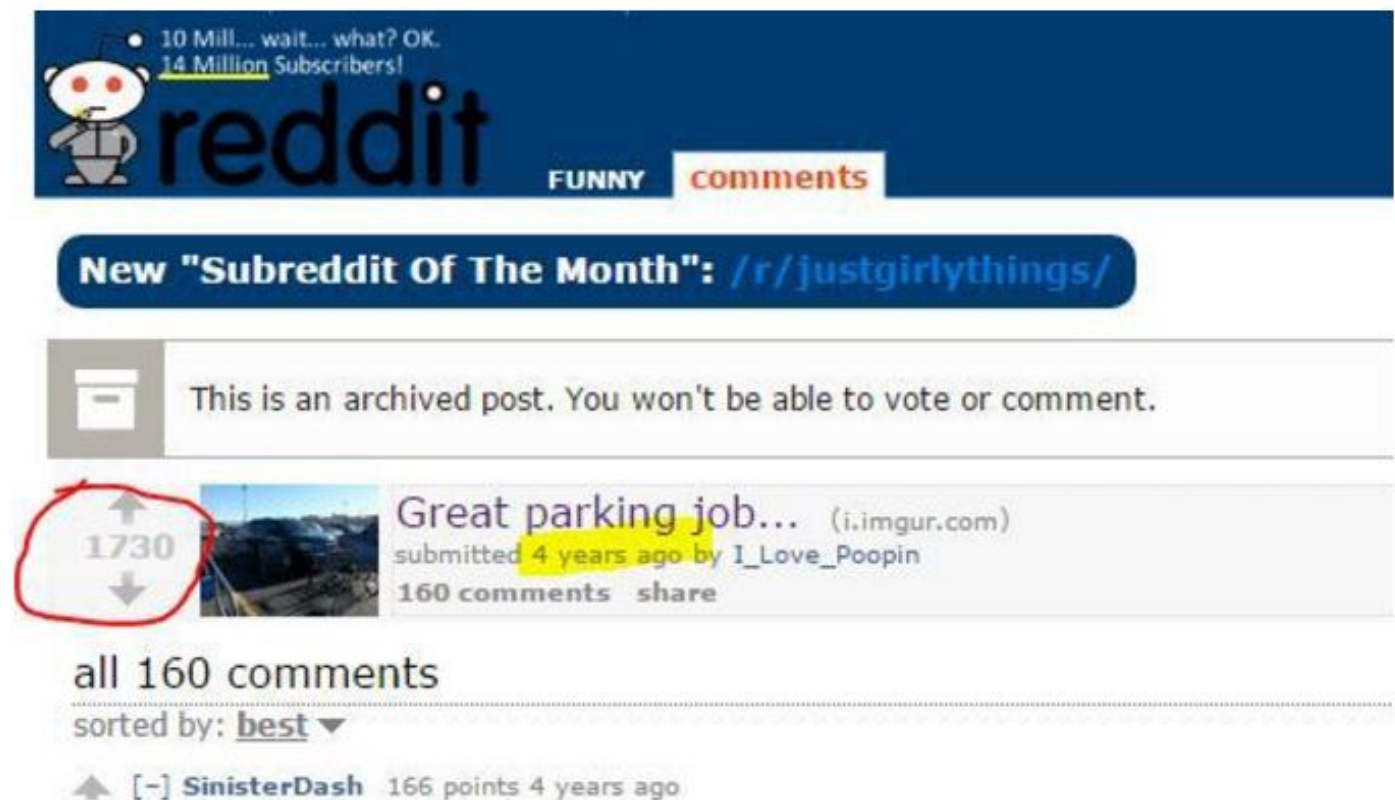 10 Mill... wait... what? OK.
14 Million Subscribers!
reddit
FUNNY comments
New "Subreddit Of The Month": /r/justgirlythings/
This is an archived post. You won't be able to vote or comment.
1730
Great parking job... (i.imgur.com)
submitted 4 years ago by I_Love_Poopin
160 comments share
all 160 comments
sorted by: best
[-] SinisterDash 166 points 4 years ago